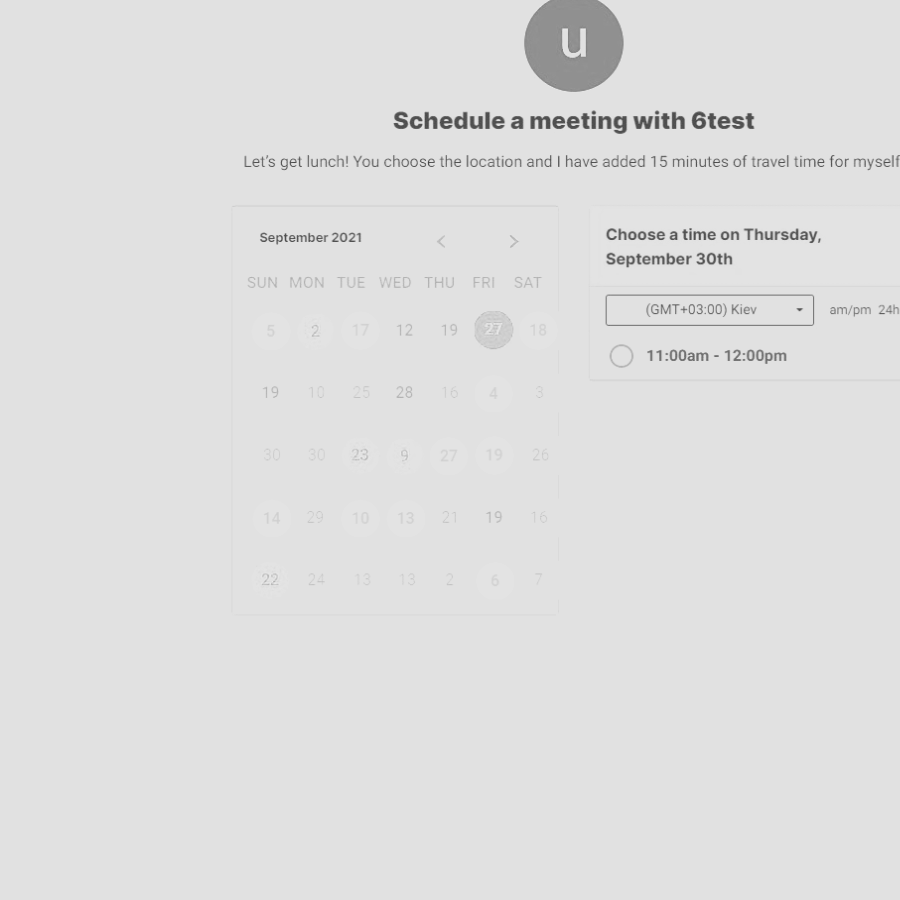 u
Schedule a meeting with 6test
Let's get lunch! You choose the location and I have added 15 minutes of travel time for myself
September 2021
SUN MON TUE WED THU FRI SAT
5 2 17 12 19 27 18
19 10 25 28 16 4 3
30 30 23 9 27 19 26
14 29 10 13 21 19 16
22 24 13 13 2 6 7
Choose a time on Thursday,
September 30th
(GMT+03:00) Kiev am/pm 24h
11:00am - 12:00pm